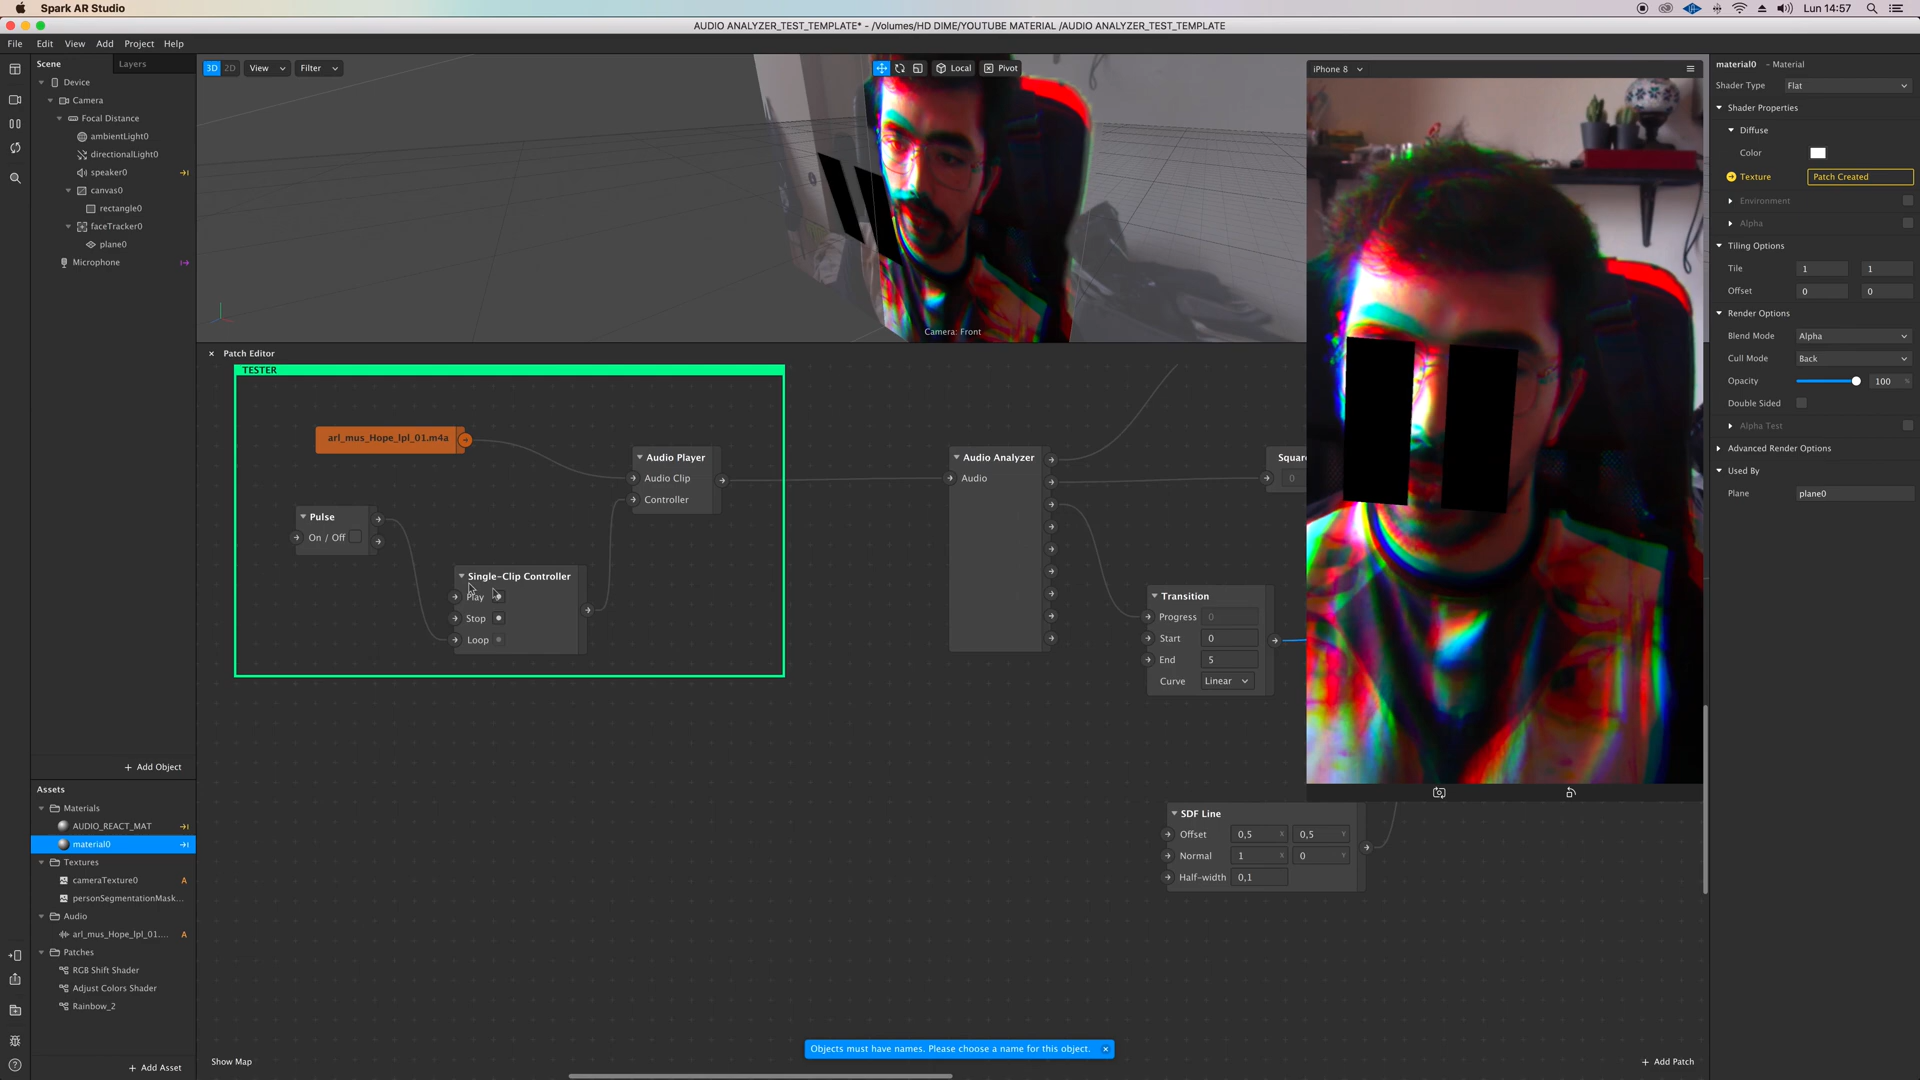 Spark AR Studio
Lun 14:57
AUDIO ANALYZER_TEST_TEMPLATE* - /Volumes/HD DIME/YOUTUBE MATERIAL /AUDIO ANALYZER_TEST_TEMPLATE
File Edit View Add Project Help
Scene Layers
Device
Camera
Focal Distance
ambientLight0
directionalLight0
speaker0
canvas0
rectangle0
faceTracker0
plane0
Microphone
+ Add Object
Assets
Materials
AUDIO_REACT_MAT
material0
Textures
cameraTexture0 A
personSegmentationMask...
Audio
arl_mus_Hope_lpl_01.... A
Patches
RGB Shift Shader
Adjust Colors Shader
Rainbow_2
+ Add Asset
3D 2D View Filter
Local Pivot
Camera: Front
× Patch Editor
TESTER
arl_mus_Hope_lpl_01.m4a
Pulse
On / Off
Single-Clip Controller
Play
Stop
Loop
Audio Player
Audio Clip
Controller
Audio Analyzer
Audio
Square
0
Transition
Progress 0
Start 0
End 5
Curve Linear
SDF Line
Offset 0,5 X 0,5 Y
Normal 1 X 0 Y
Half-width 0,1
Show Map
Objects must have names. Please choose a name for this object. ×
+ Add Patch
iPhone 8
material0 - Material
Shader Type Flat
Shader Properties
Diffuse
Color
Texture Patch Created
Environment
Alpha
Tiling Options
Tile 1 1
Offset 0 0
Render Options
Blend Mode Alpha
Cull Mode Back
Opacity 100 %
Double Sided
Alpha Test
Advanced Render Options
Used By
Plane plane0